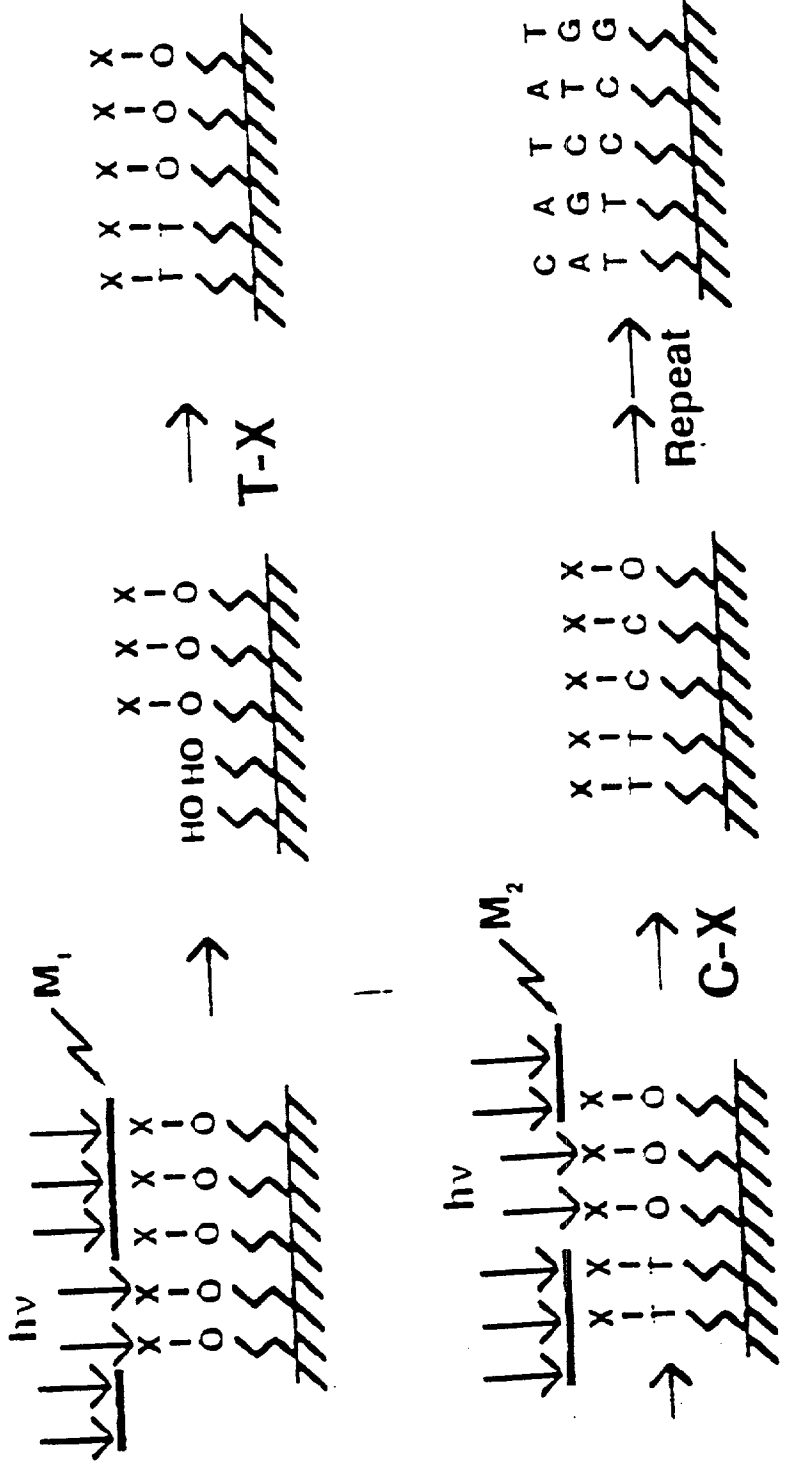 hν
M₁
X X X X X
O O O O O
X X X
HO HO O O O
T-X
X X X X X
T T O O O
hν
M₂
X X X X X
T T O O O
C-X
X X X X X
T T C C O
Repeat
C A T A T
A G C T G
T T C C G